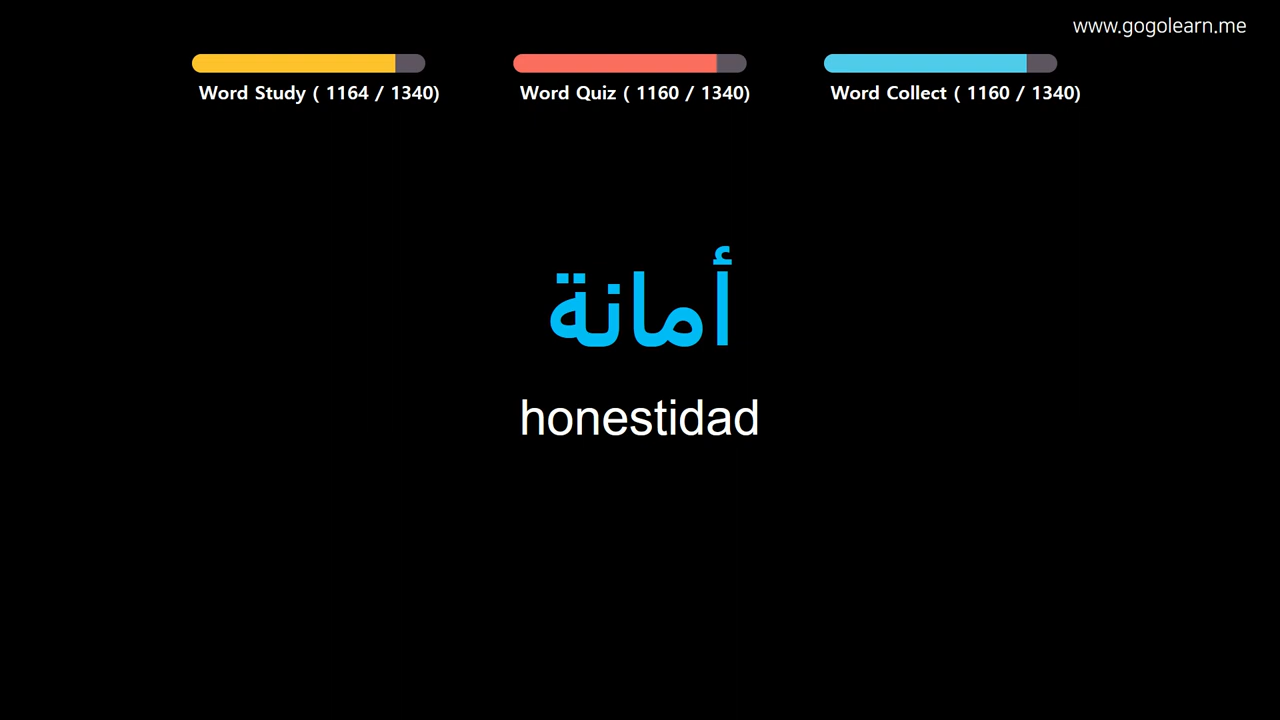 www.gogolearn.me
Word Study ( 1164 / 1340)
Word Quiz ( 1160 / 1340)
Word Collect ( 1160 / 1340)
أمانة
honestidad